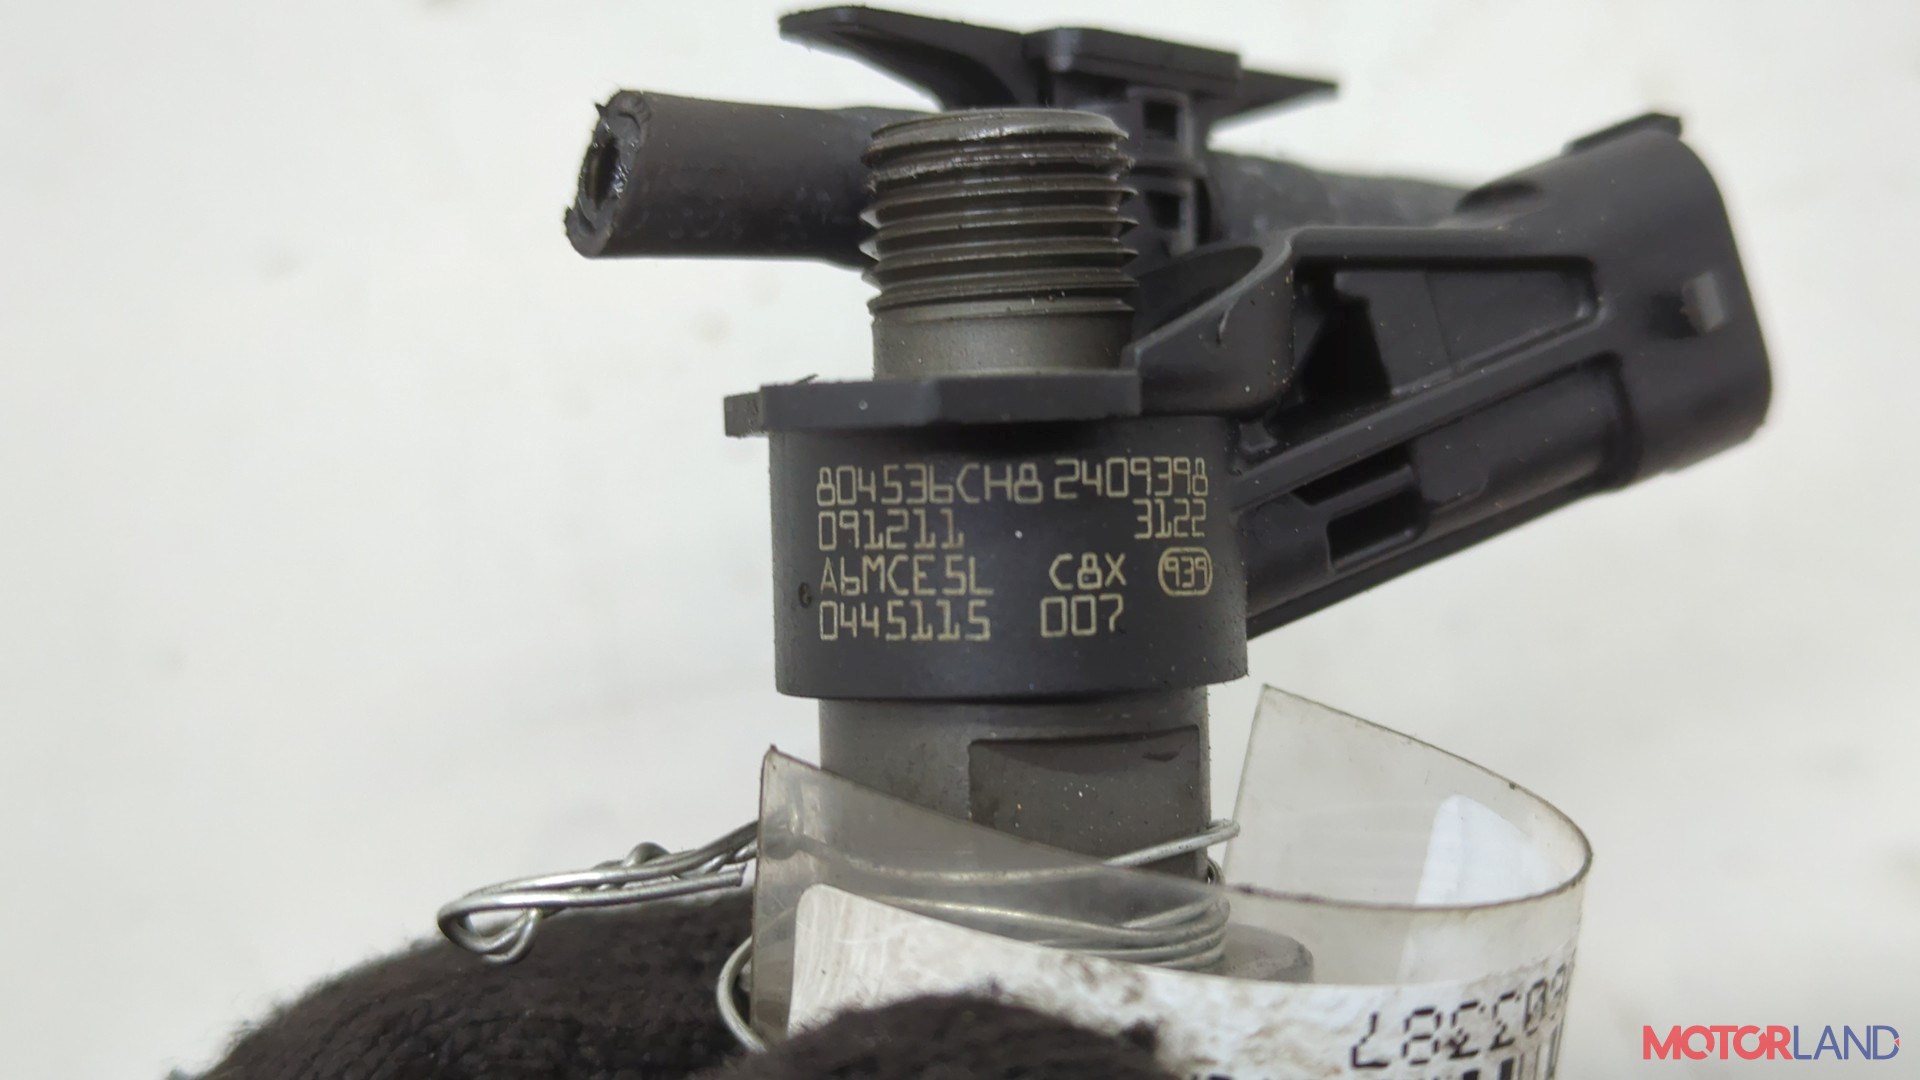 804536CH8 2409398
091211 3122
A6MCE5L C8X 939
0445115 007
MOTORLAND